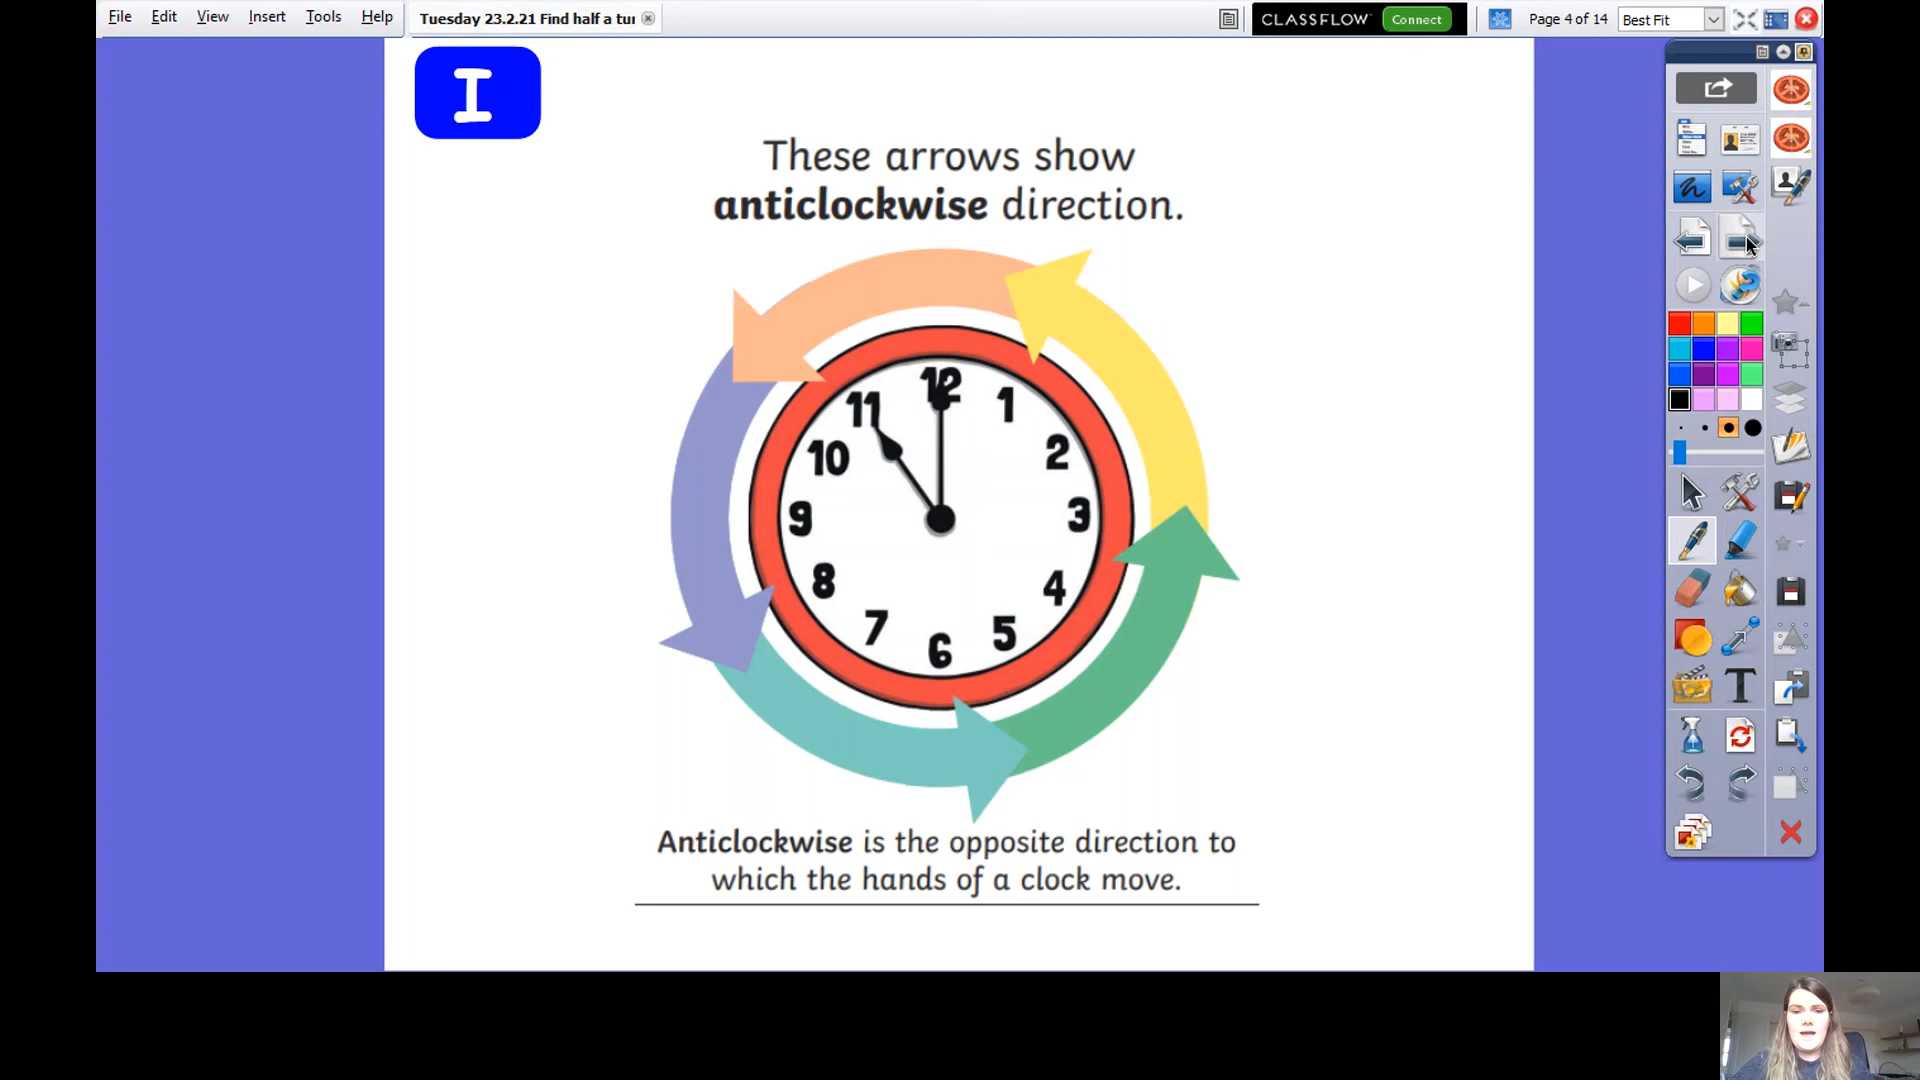 File Edit View Insert Tools Help
Tuesday 23.2.21 Find half a tu
CLASSFLOW Connect
Page 4 of 14 Best Fit
I
These arrows show
anticlockwise direction.
12
11 1
10 2
9 3
8 4
7 5
6
Anticlockwise is the opposite direction to
which the hands of a clock move.
T